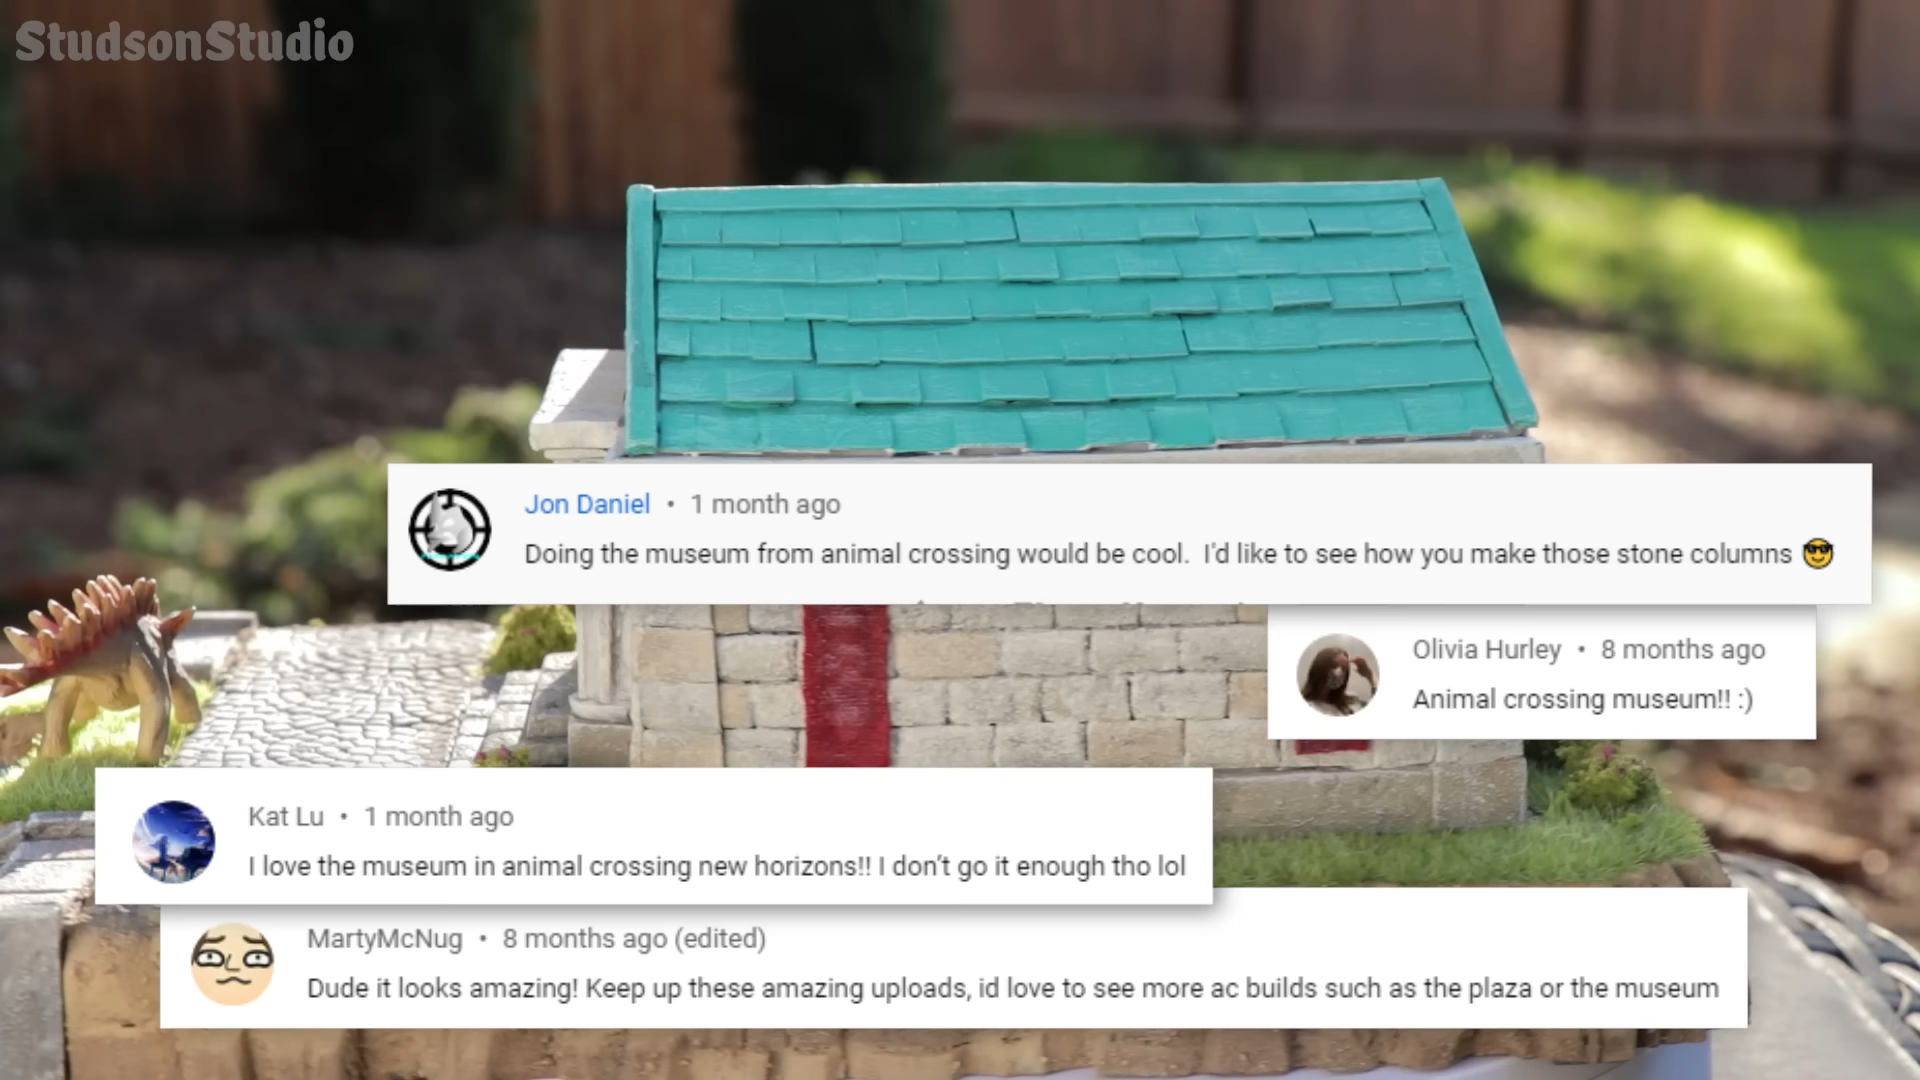 StudsonStudio
Jon Daniel • 1 month ago
Doing the museum from animal crossing would be cool.  I'd like to see how you make those stone columns 😎
Olivia Hurley • 8 months ago
Animal crossing museum!! :)
Kat Lu • 1 month ago
I love the museum in animal crossing new horizons!! I don’t go it enough tho lol
MartyMcNug • 8 months ago (edited)
Dude it looks amazing! Keep up these amazing uploads, id love to see more ac builds such as the plaza or the museum